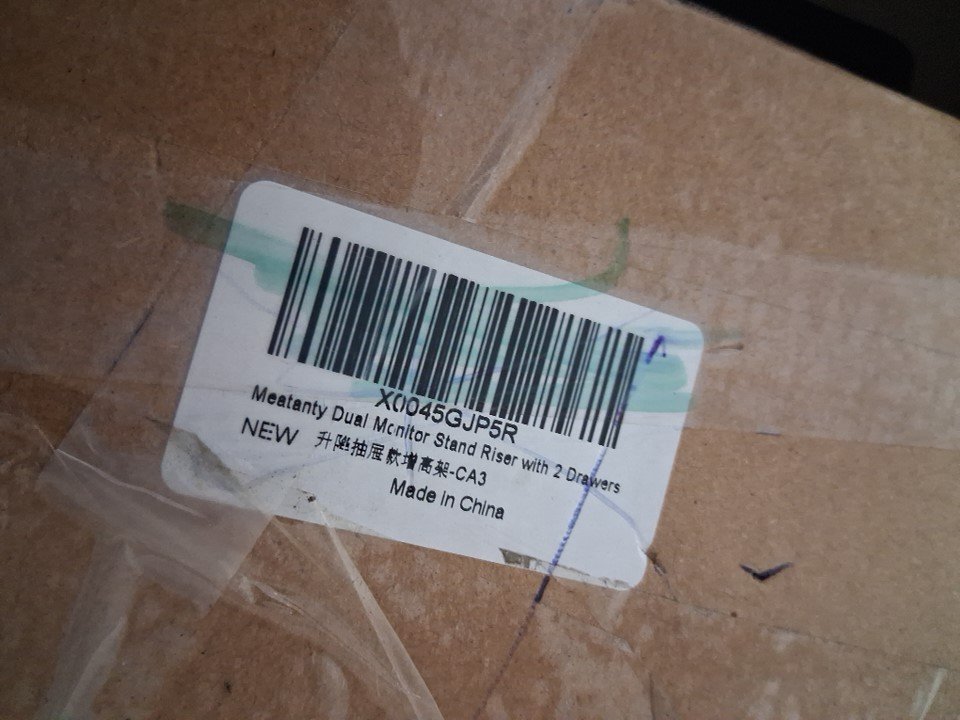 X0045GJP5R
Meatanty Dual Monitor Stand Riser with 2 Drawers
NEW 升降抽屉款增高架-CA3
Made in China